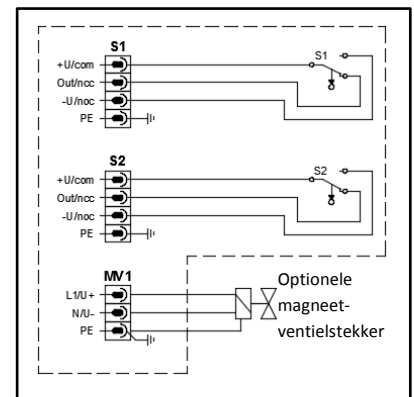 S1
+U/com
Out/ncc
-U/noc
PE
S1
S2
+U/com
Out/ncc
-U/noc
PE
S2
MV1
L1/U+
N/U-
PE
Optionele
magneet-
ventielstekker